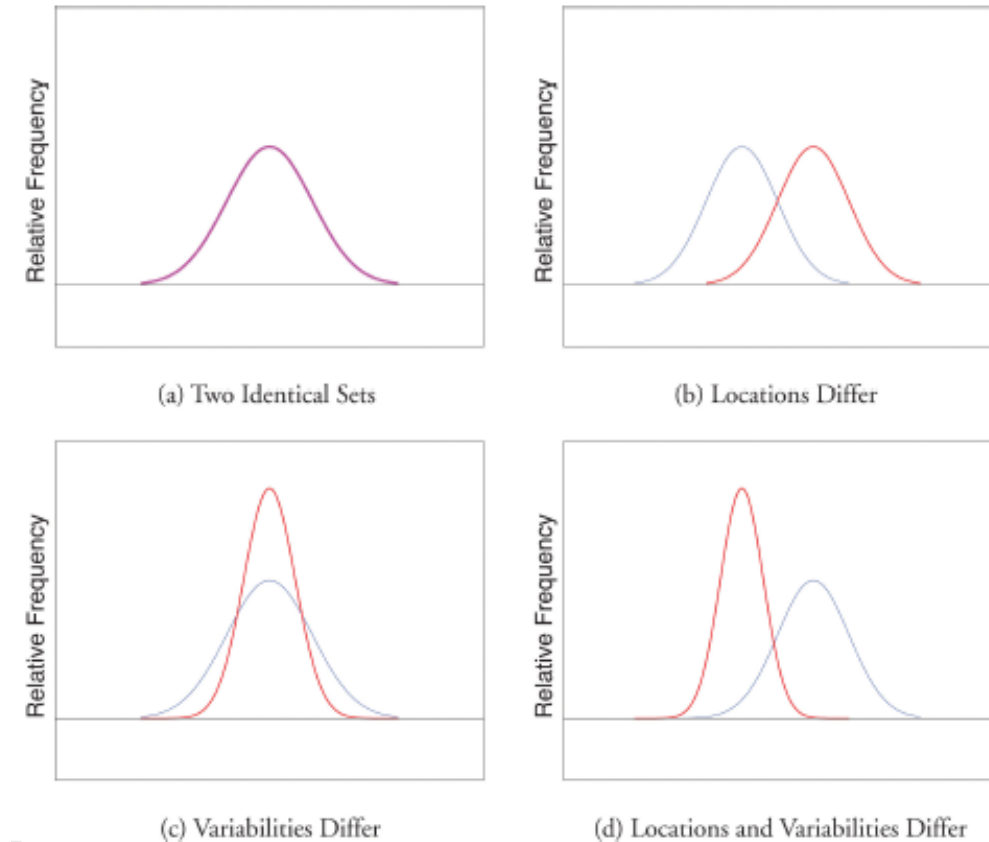 Relative Frequency
Relative Frequency
(a) Two Identical Sets
(b) Locations Differ
Relative Frequency
Relative Frequency
(c) Variabilities Differ
(d) Locations and Variabilities Differ